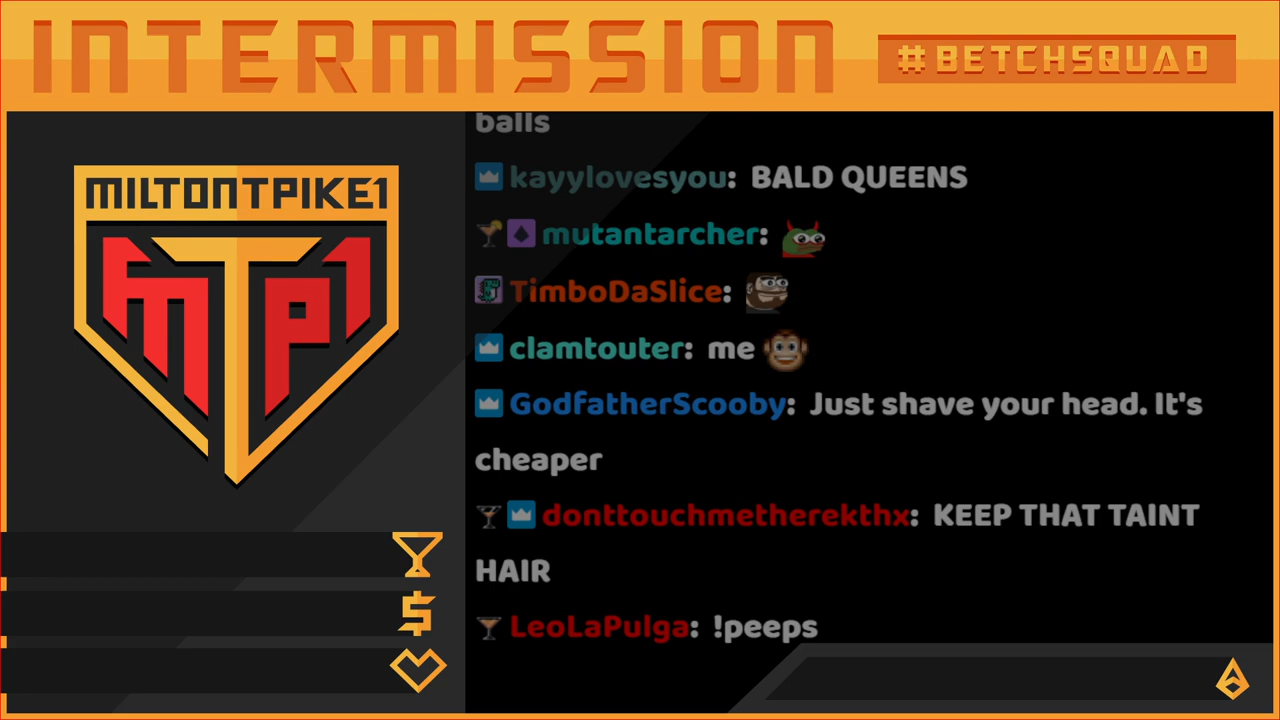 INTERMISSION
#BETCHSQUAD
MILTONTPIKE1
MTP1
balls
kayylovesyou: BALD QUEENS
mutantarcher:
TimboDaSlice:
clamtouter: me
GodfatherScooby: Just shave your head. It's
cheaper
donttouchmetherekthx: KEEP THAT TAINT
HAIR
LeoLaPulga: !peeps
$